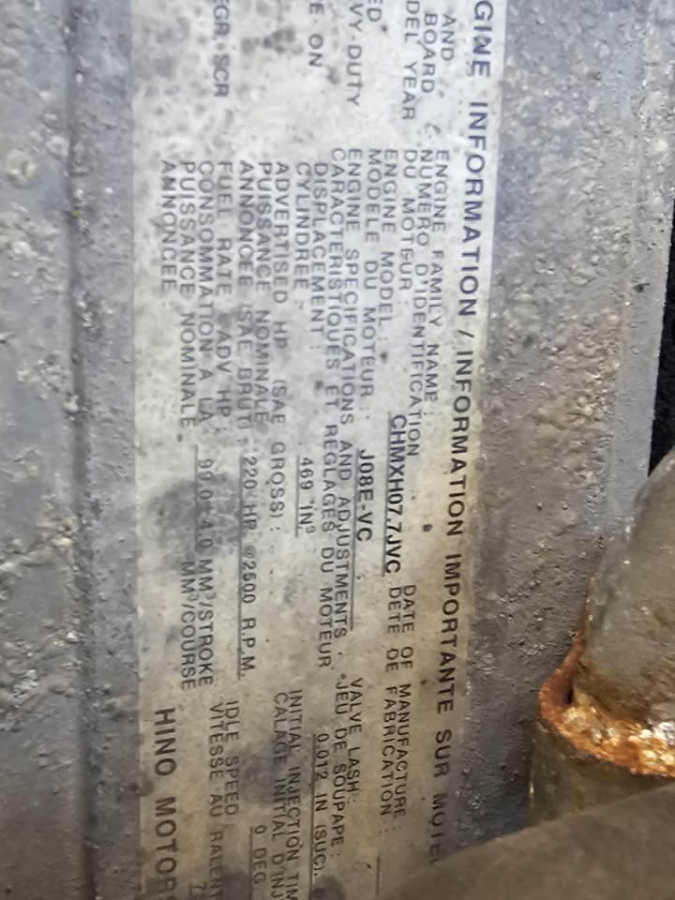 GINE INFORMATION / INFORMATION IMPORTANTE SUR MOTE
AND
BOARD
DEL YEAR
ED
VY DUTY
E ON
EGR SCR
ENGINE FAMILY NAME :
NUMERO D'IDENTIFICATION
DU MOTEUR :
CHMXH07.7JVC
ENGINE MODEL :
MODELE DU MOTEUR :
J08E-VC
ENGINE SPECIFICATIONS AND ADJUSTMENTS :
CARACTERISTIQUES ET REGLAGES DU MOTEUR
DISPLACEMENT :
CYLINDREE :
469 IN³
ADVERTISED HP (SAE GROSS) :
PUISSANCE NOMINALE
ANNONCEE (SAE BRUT) :
220 HP @2500 R.P.M.
FUEL RATE ADV HP :
CONSOMMATION A LA
PUISSANCE NOMINALE
ANNONCEE :
MM³/STROKE
MM³/COURSE
DATE OF MANUFACTURE :
DETE DE FABRICATION :
VALVE LASH :
JEU DE SOUPAPE :
0.012 IN (SUC).
INITIAL INJECTION TIM
CALAGE INITIAL D'INJ
0 DEG
IDLE SPEED
VITESSE AU RALENT
HINO MOTOR